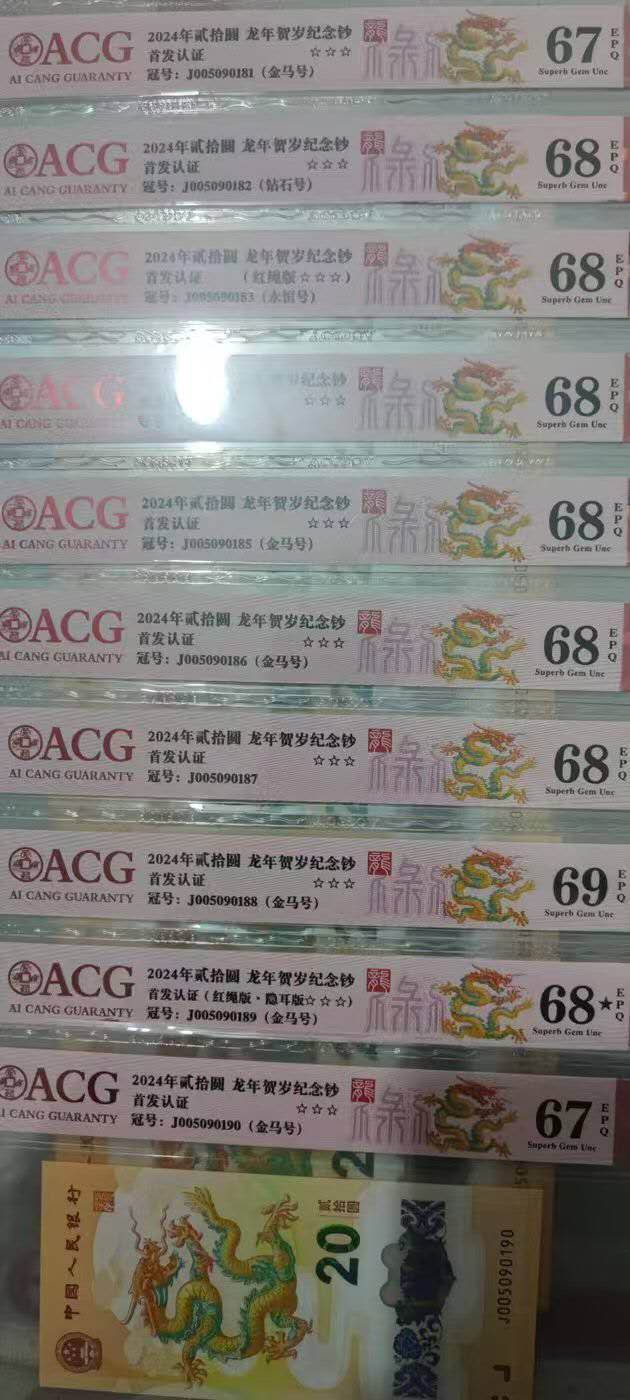 ACG
AI CANG GUARANTY
2024年贰拾圆 龙年贺岁纪念钞
首发认证 ☆☆☆
冠号：J005090181（金马号）
67
EPQ
Superb Gem Unc
ACG
AI CANG GUARANTY
2024年贰拾圆 龙年贺岁纪念钞
首发认证 ☆☆☆
冠号：J005090182（钻石号）
68
EPQ
Superb Gem Unc
ACG
AI CANG GUARANTY
2024年贰拾圆 龙年贺岁纪念钞
首发认证 （红绳版☆☆☆）
冠号：J005090183（永恒号）
68
EPQ
Superb Gem Unc
ACG
AI CANG
年贺岁纪念钞
☆☆☆
68
EPQ
Superb Gem Unc
ACG
AI CANG GUARANTY
2024年贰拾圆 龙年贺岁纪念钞
首发认证 ☆☆☆
冠号：J005090185（金马号）
68
EPQ
Superb Gem Unc
ACG
AI CANG GUARANTY
2024年贰拾圆 龙年贺岁纪念钞
首发认证 ☆☆☆
冠号：J005090186（金马号）
68
EPQ
Superb Gem Unc
ACG
AI CANG GUARANTY
2024年贰拾圆 龙年贺岁纪念钞
首发认证 ☆☆☆
冠号：J005090187
68
EPQ
Superb Gem Unc
ACG
AI CANG GUARANTY
2024年贰拾圆 龙年贺岁纪念钞
首发认证 ☆☆☆
冠号：J005090188（金马号）
69
EPQ
Superb Gem Unc
ACG
AI CANG GUARANTY
2024年贰拾圆 龙年贺岁纪念钞
首发认证（红绳版·隐耳版☆☆☆）
冠号：J005090189（金马号）
68★
EPQ
Superb Gem Unc
ACG
AI CANG GUARANTY
2024年贰拾圆 龙年贺岁纪念钞
首发认证 ☆☆☆
冠号：J005090190（金马号）
67
EPQ
Superb Gem Unc
中国人民银行
贰拾圆
20
J005090190